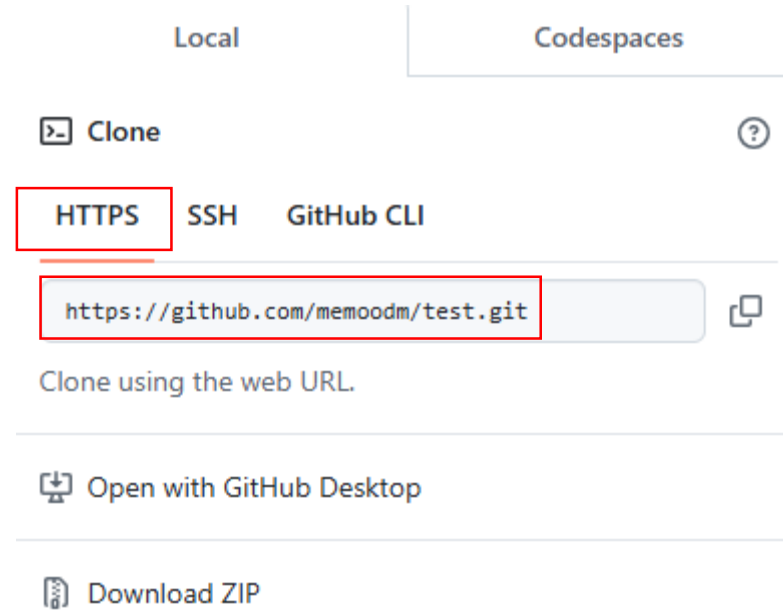 Local Codespaces
Clone
HTTPS SSH GitHub CLI
https://github.com/memoodm/test.git
Clone using the web URL.
Open with GitHub Desktop
Download ZIP